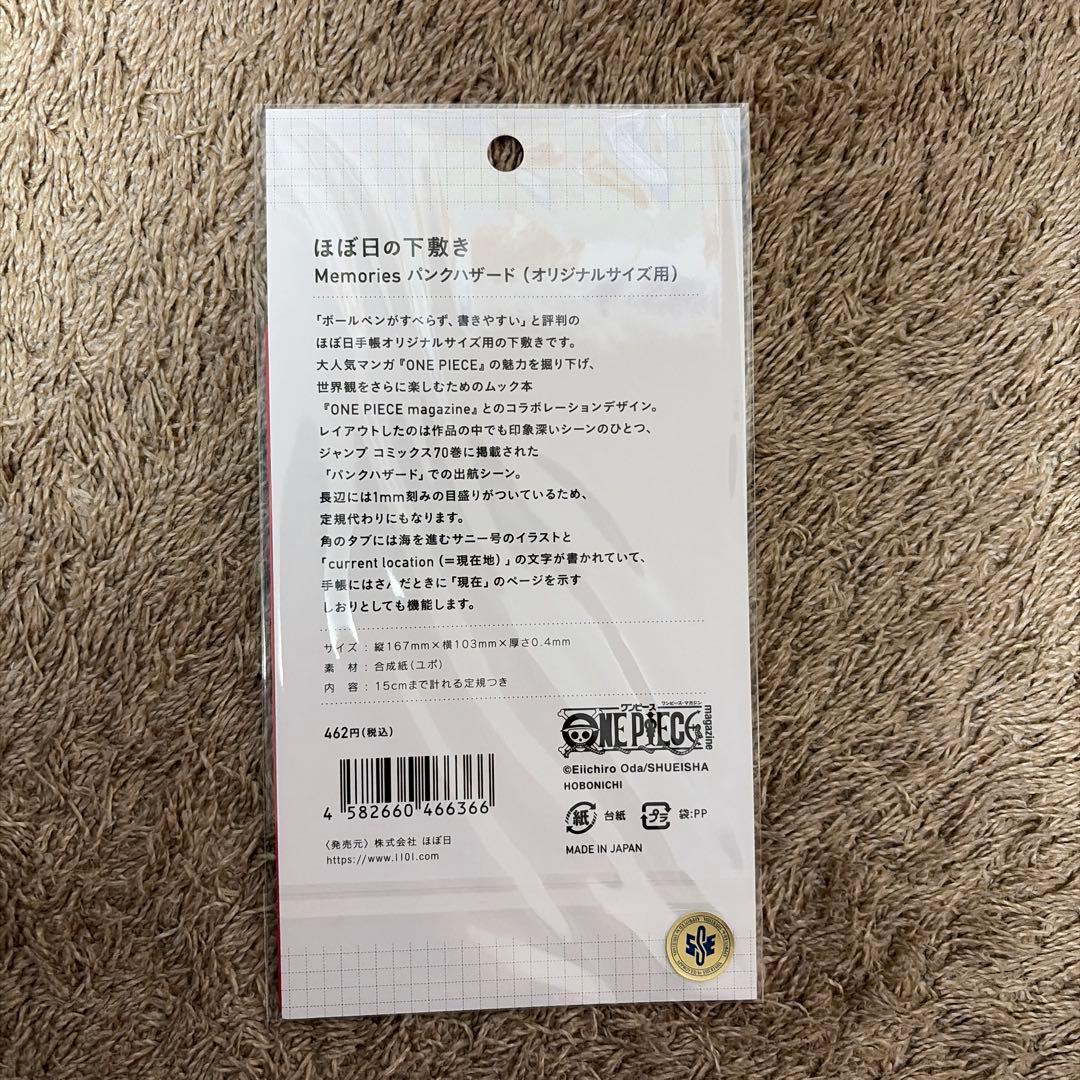 ほぼ日の下敷き
Memories パンクハザード（オリジナルサイズ用）
「ボールペンがすべらず、書きやすい」と評判の
ほぼ日手帳オリジナルサイズ用の下敷きです。
大人気マンガ『ONE PIECE』の魅力を掘り下げ、
世界観をさらに楽しむためのムック本
『ONE PIECE magazine』とのコラボレーションデザイン。
レイアウトしたのは作品の中でも印象深いシーンのひとつ、
ジャンプ コミックス70巻に掲載された
「パンクハザード」での出航シーン。
長辺には1mm刻みの目盛りがついているため、
定規代わりにもなります。
角のタブには海を進むサニー号のイラストと
「current location（＝現在地）」の文字が書かれていて、
手帳にはさんだときに「現在」のページを示す
しおりとしても機能します。
サイズ：縦167mm×横103mm×厚さ0.4mm
素 材：合成紙（ユポ）
内 容：15cmまで計れる定規つき
462円（税込）
ワンピース ワンピース・マガジン
ONE PIECE magazine
©Eiichiro Oda/SHUEISHA
HOBONICHI
4 582660 466366
紙 台紙 プラ 袋:PP
〈発売元〉株式会社 ほぼ日
https://www.1101.com
MADE IN JAPAN
SSE